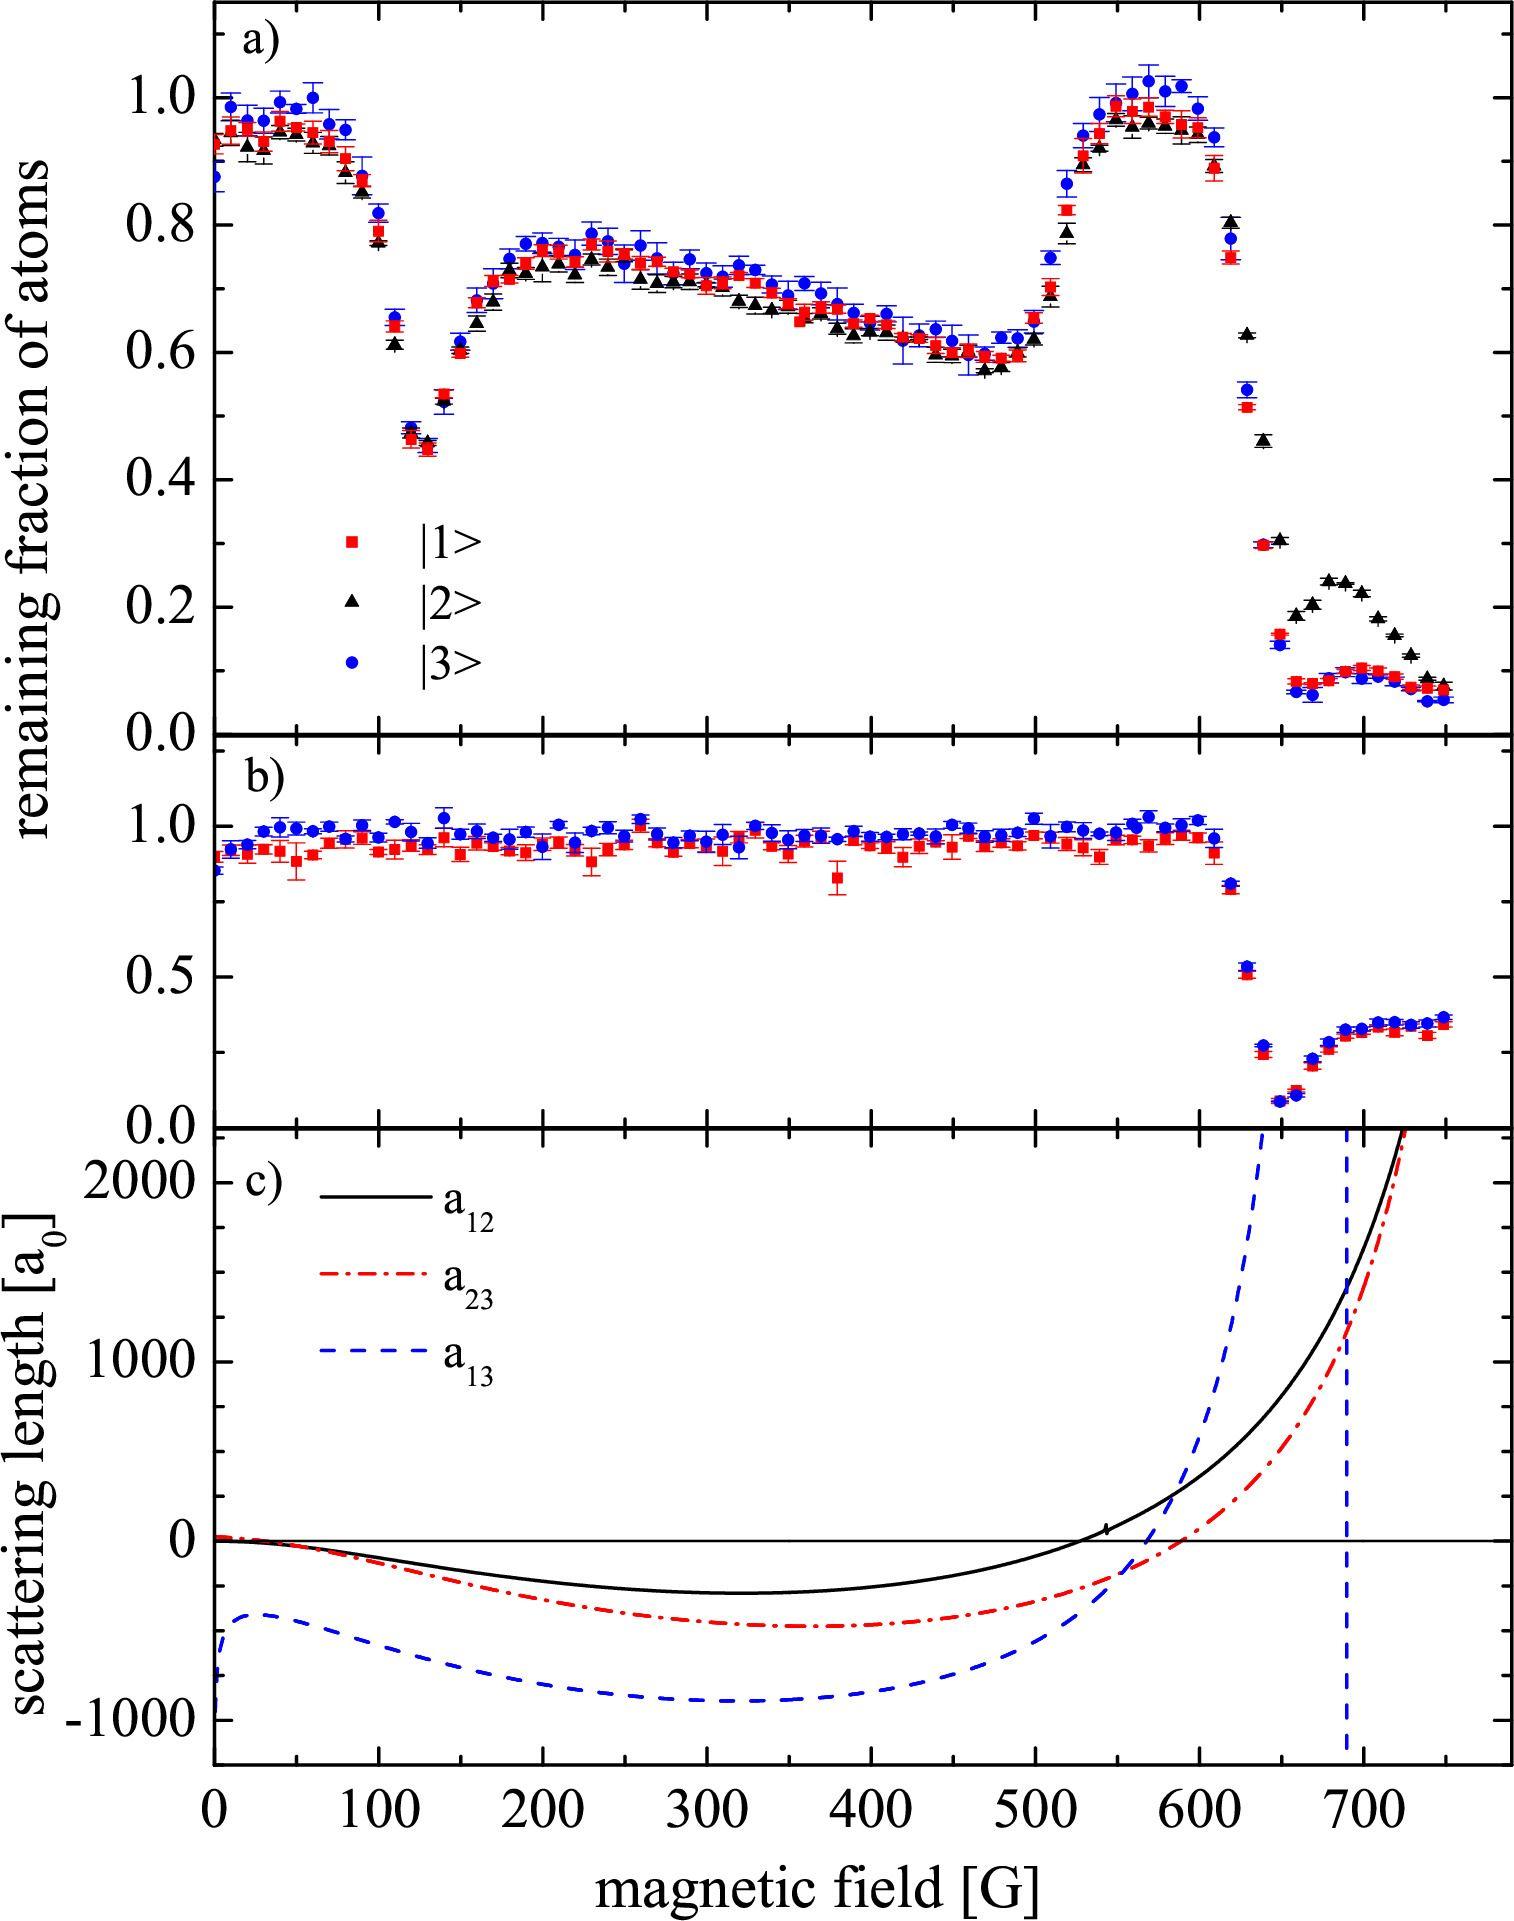 a)
remaining fraction of atoms
1.0
0.8
0.6
0.4
0.2
0.0
|1>
|2>
|3>
b)
1.0
0.5
0.0
c)
scattering length [a0]
2000
1000
0
-1000
a12
a23
a13
0 100 200 300 400 500 600 700
magnetic field [G]